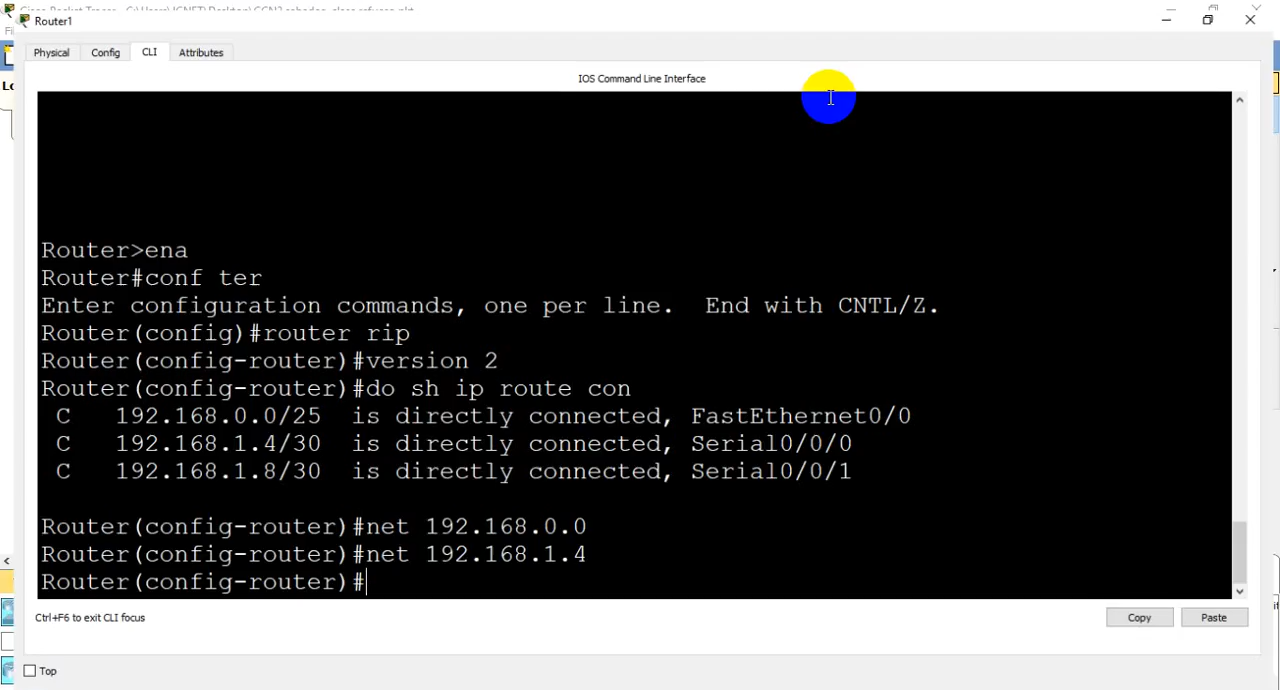 Router1
Physical
Config
CLI
Attributes
IOS Command Line Interface
Router>ena
Router#conf ter
Enter configuration commands, one per line.  End with CNTL/Z.
Router(config)#router rip
Router(config-router)#version 2
Router(config-router)#do sh ip route con
C   192.168.0.0/25  is directly connected, FastEthernet0/0
C   192.168.1.4/30  is directly connected, Serial0/0/0
C   192.168.1.8/30  is directly connected, Serial0/0/1
Router(config-router)#net 192.168.0.0
Router(config-router)#net 192.168.1.4
Router(config-router)#
Ctrl+F6 to exit CLI focus
Copy
Paste
Top